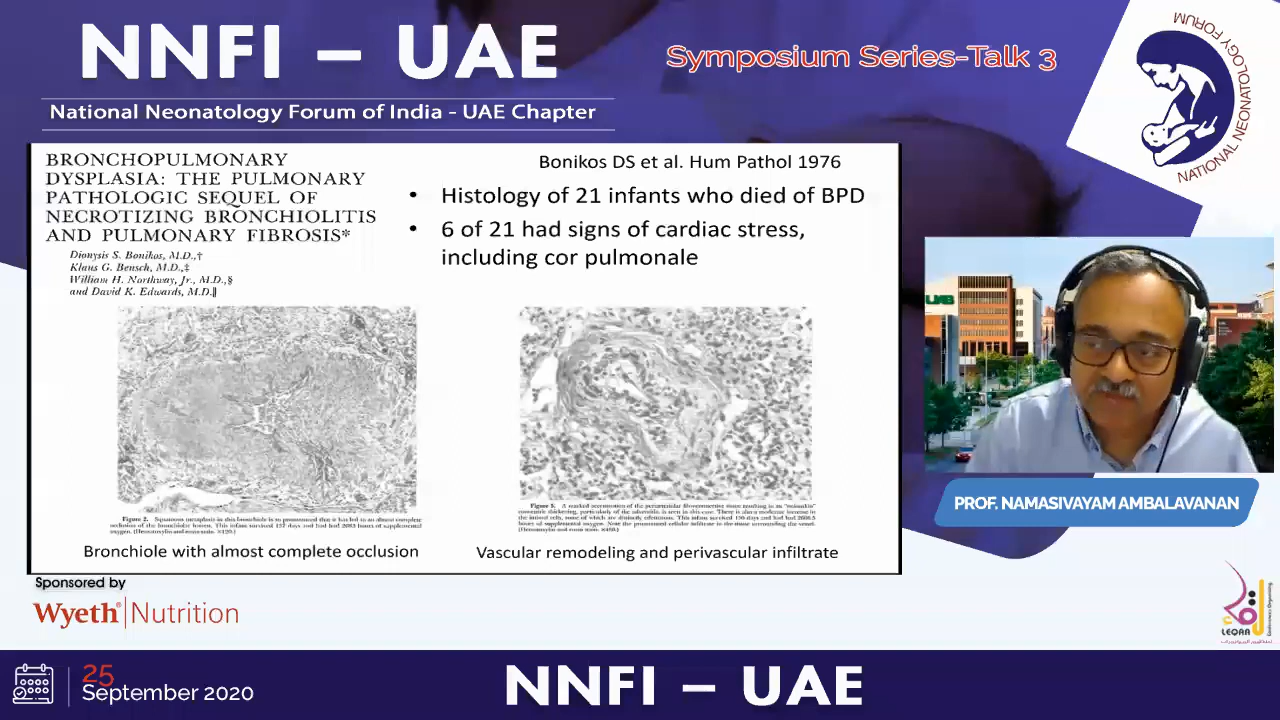 NNFI – UAE
Symposium Series-Talk 3
National Neonatology Forum of India - UAE Chapter
NATIONAL NEONATOLOGY FORUM
BRONCHOPULMONARY
DYSPLASIA: THE PULMONARY
PATHOLOGIC SEQUEL OF
NECROTIZING BRONCHIOLITIS
AND PULMONARY FIBROSIS*
Dionysis S. Bonikos, M.D.,†
Klaus G. Bensch, M.D.,‡
William H. Northway, Jr., M.D.,§
and David K. Edwards, M.D.||
Bonikos DS et al. Hum Pathol 1976
• Histology of 21 infants who died of BPD
• 6 of 21 had signs of cardiac stress,
including cor pulmonale
Bronchiole with almost complete occlusion
Vascular remodeling and perivascular infiltrate
UAB
PROF. NAMASIVAYAM AMBALAVANAN
Sponsored by
Wyeth® Nutrition
LEQAA
25
September 2020
NNFI – UAE